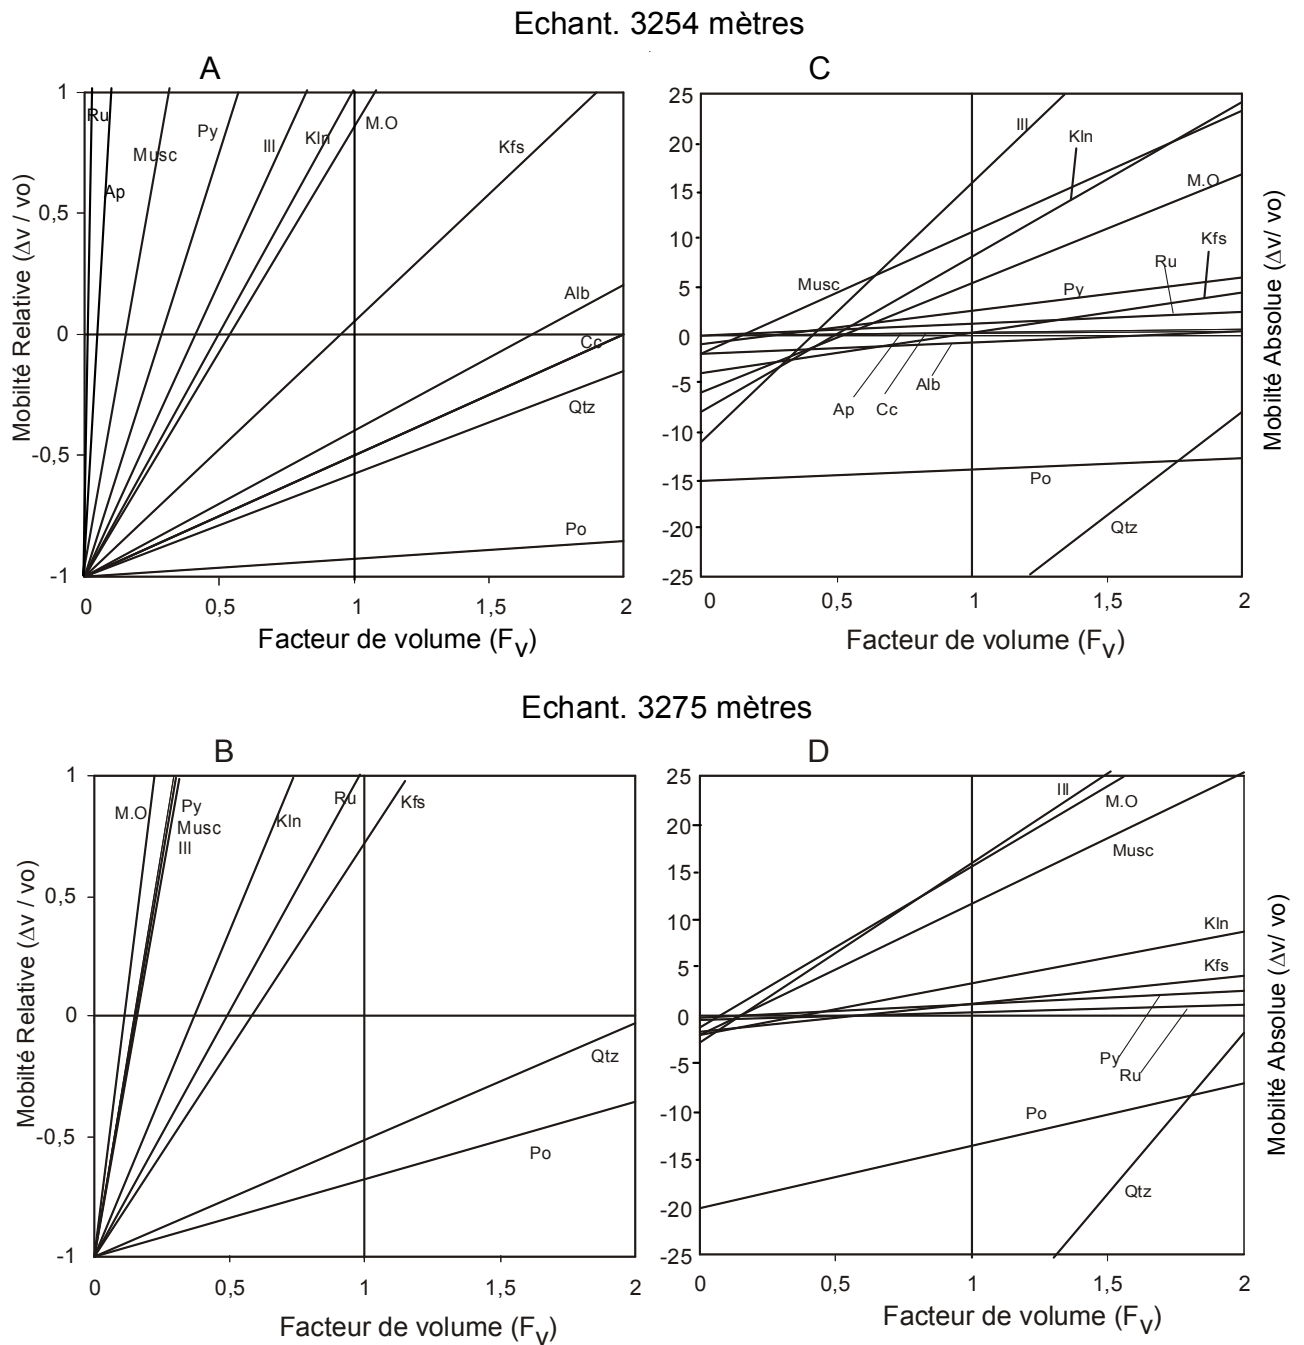 Echant. 3254 mètres
A
Mobilté Relative (Δv / vo)
1
0,5
0
-0,5
-1
Ru
Ap
Musc
Py
Ill
Kln
M.O
Kfs
Alb
Cc
Qtz
Po
0
0,5
1
1,5
2
Facteur de volume (Fv)
C
25
20
15
10
5
0
-5
-10
-15
-20
-25
Ill
Kln
M.O
Kfs
Ru
Py
Musc
Ap
Cc
Alb
Po
Qtz
0
0,5
1
1,5
2
Facteur de volume (Fv)
Mobilté Absolue (Δv/ vo)
Echant. 3275 mètres
B
Mobilté Relative (Δv / vo)
1
0,5
0
-0,5
-1
M.O
Py
Musc
Ill
Kln
Ru
Kfs
Qtz
Po
0
0,5
1
1,5
2
Facteur de volume (Fv)
D
25
20
15
10
5
0
-5
-10
-15
-20
-25
Ill
M.O
Musc
Kln
Kfs
Py
Ru
Po
Qtz
0
0,5
1
1,5
2
Facteur de volume (Fv)
Mobilté Absolue (Δv/ vo)